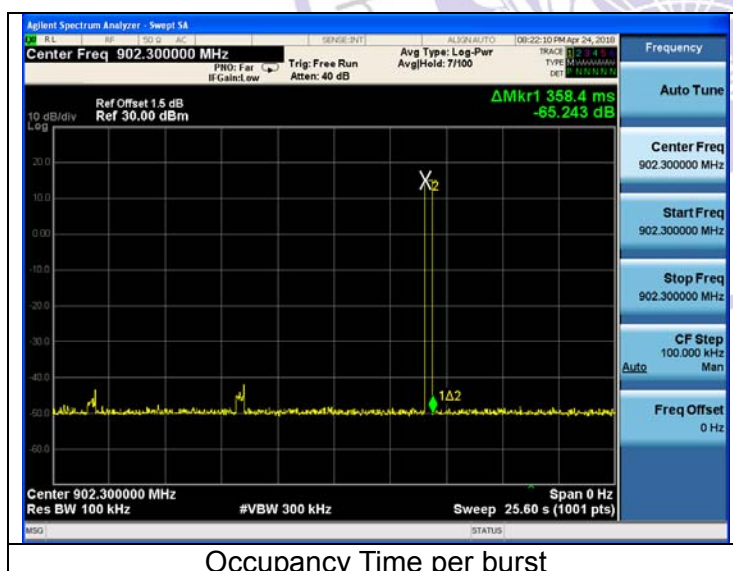 Agilent Spectrum Analyzer - Swept SA
RL RF 50 Ω AC SENSE:INT ALIGN AUTO 08:22:10 PM Apr 24, 2018
Center Freq 902.300000 MHz
PNO: Far
IFGain:Low
Trig: Free Run
Atten: 40 dB
Avg Type: Log-Pwr
Avg|Hold: 7/100
TRACE 1 2 3 4 5 6
TYPE M
DET P N N N N N
ΔMkr1 358.4 ms
-65.243 dB
Ref Offset 1.5 dB
10 dB/div Ref 30.00 dBm
Log
20.0
10.0
0.00
-10.0
-20.0
-30.0
-40.0
-50.0
-60.0
X2
1Δ2
Center 902.300000 MHz
Span 0 Hz
Res BW 100 kHz
#VBW 300 kHz
Sweep 25.60 s (1001 pts)
MSG
STATUS
Frequency
Auto Tune
Center Freq
902.300000 MHz
Start Freq
902.300000 MHz
Stop Freq
902.300000 MHz
CF Step
100.000 kHz
Auto Man
Freq Offset
0 Hz
Occupancy Time per burst